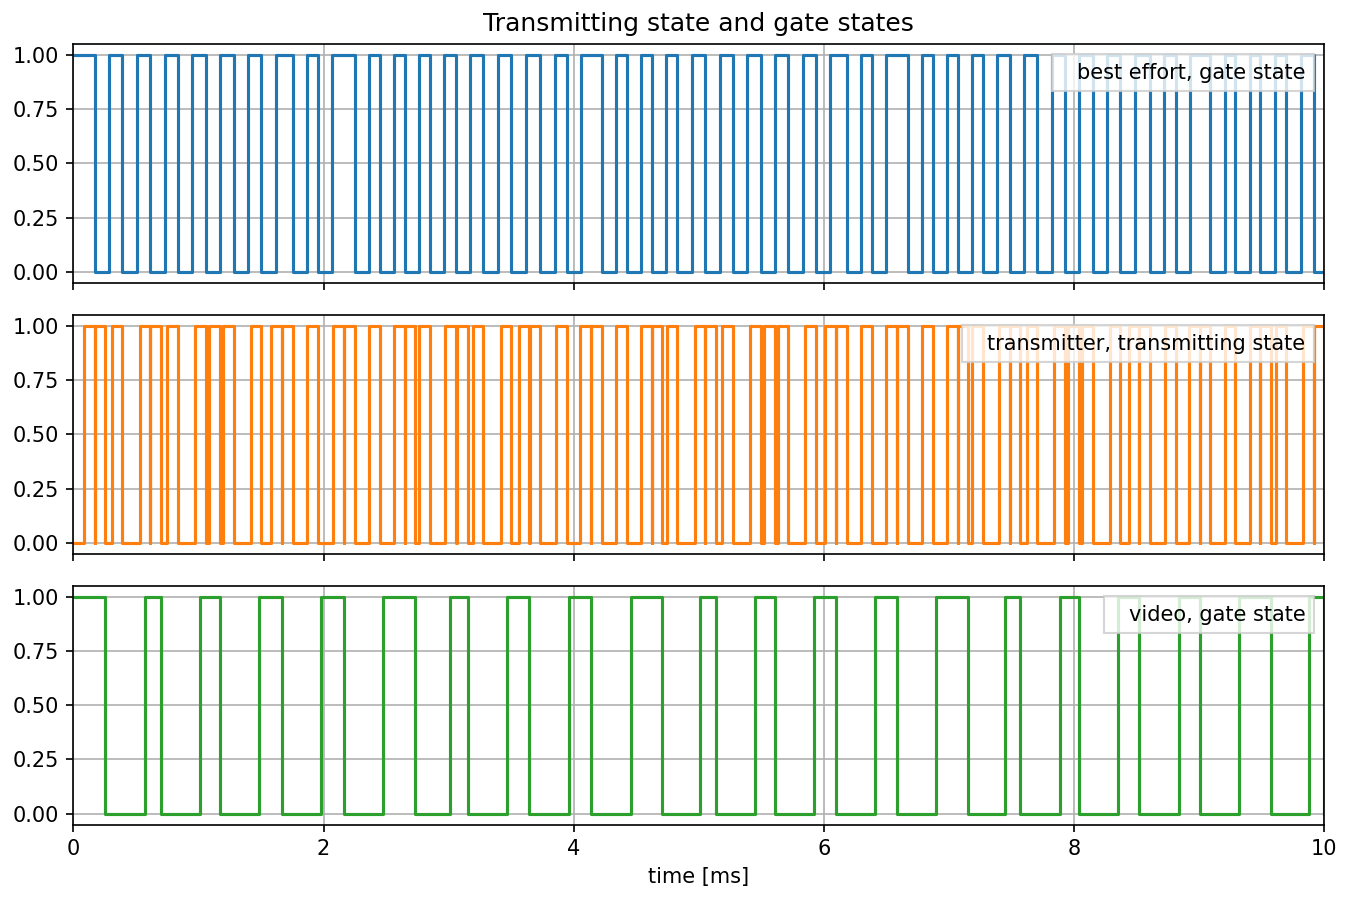 Transmitting state and gate states
1.00
best effort, gate state
0.75
0.50
0.25
0.00
1.00
transmitter, transmitting state
0.75
0.50
0.25
0.00
1.00
video, gate state
0.75
0.50
0.25
0.00
0 2 4 6 8 10
time [ms]